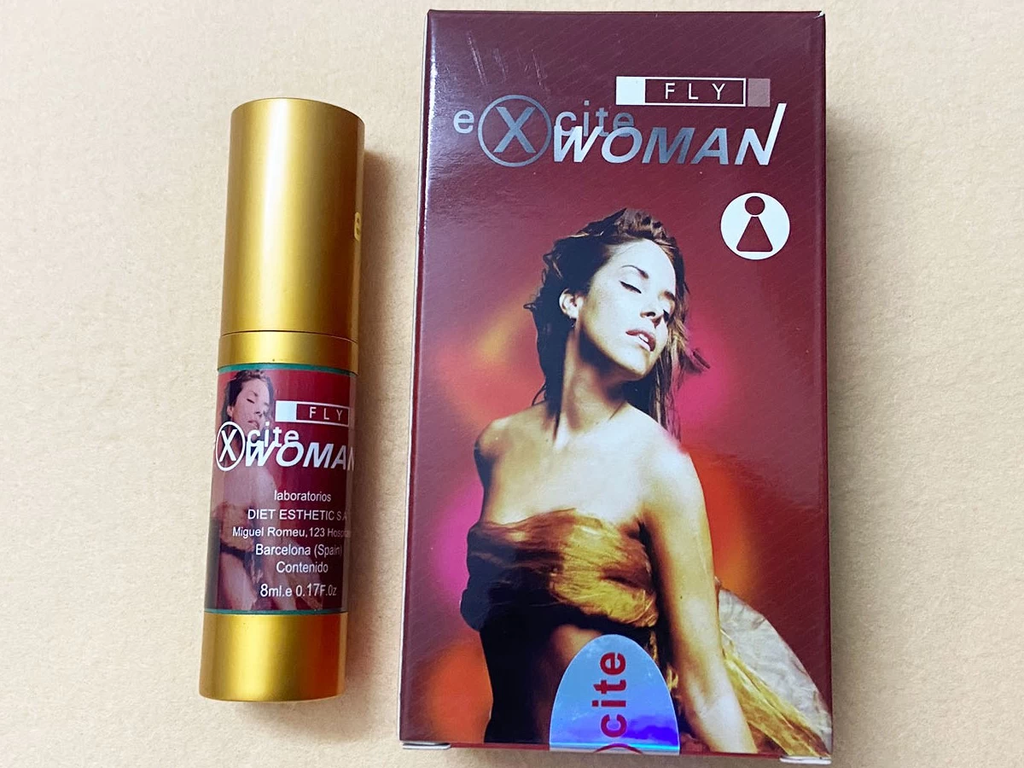 FLY
Xcite
WOMAN
laboratorios
DIET ESTHETIC S.A
Miguel Romeu,123
Barcelona (Spain)
Contenido
8ml.e 0.17F.0z
FLY
eXcite
WOMAN
cite